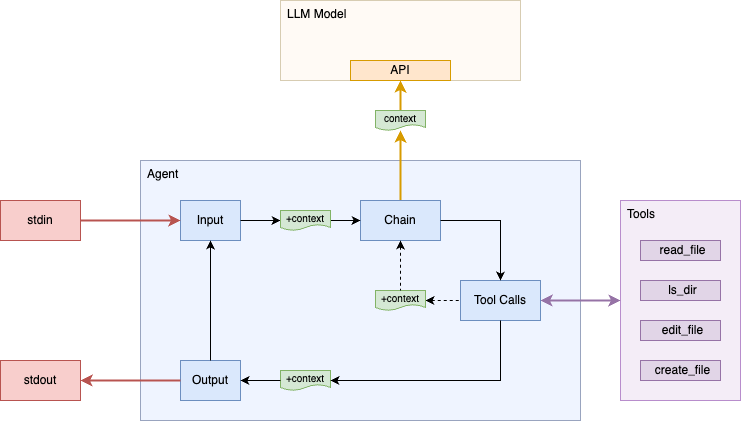 LLM Model
API
context
Agent
stdin
Input
+context
Chain
Tools
read_file
ls_dir
edit_file
create_file
+context
Tool Calls
stdout
Output
+context